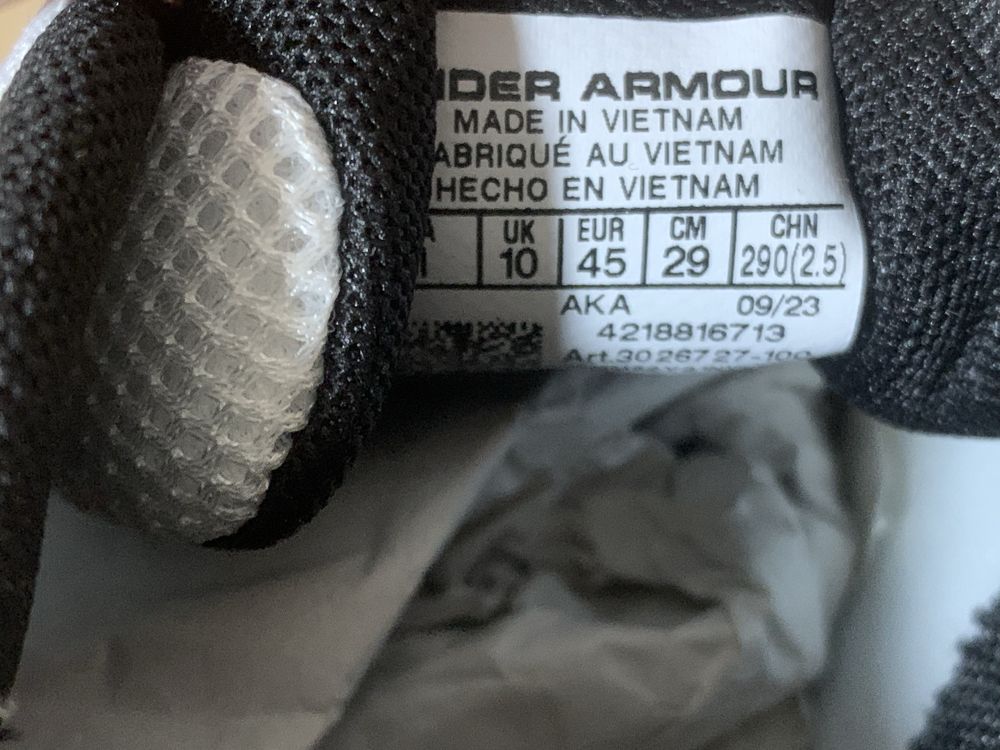 NDER ARMOUR
MADE IN VIETNAM
ABRIQUÉ AU VIETNAM
HECHO EN VIETNAM
UK EUR CM CHN
10 45 29 290(2.5)
AKA 09/23
4218816713
Art.3026727-100